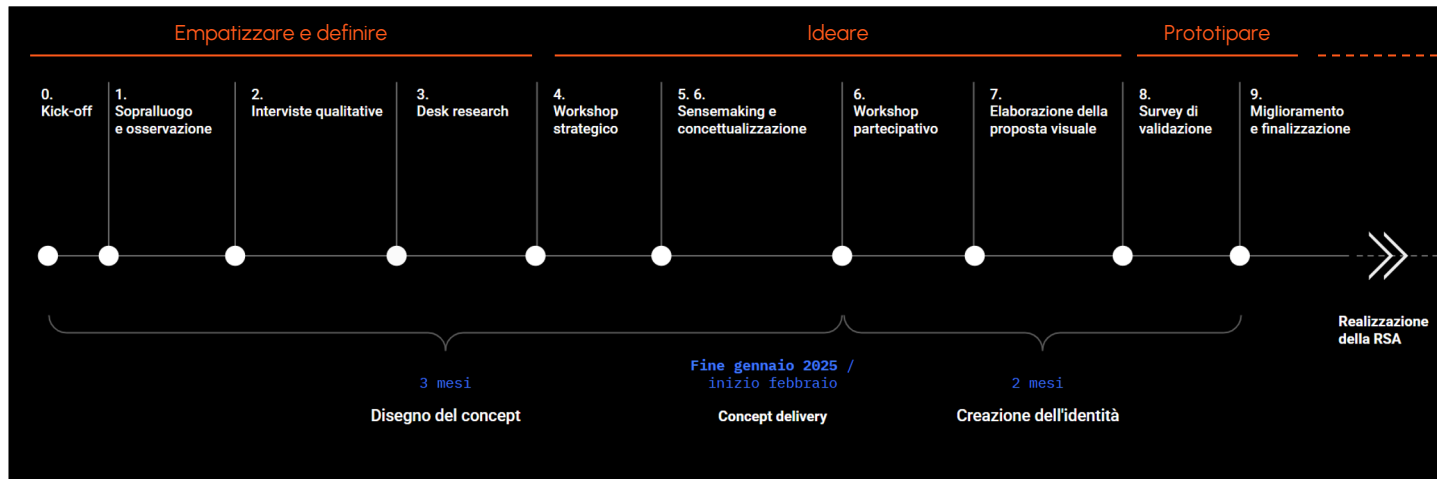 Empatizzare e definire
Ideare
Prototipare
0.
Kick-off
1.
Sopralluogo
e osservazione
2.
Interviste qualitative
3.
Desk research
4.
Workshop
strategico
5. 6.
Sensemaking e
concettualizzazione
6.
Workshop
partecipativo
7.
Elaborazione della
proposta visuale
8.
Survey di
validazione
9.
Miglioramento
e finalizzazione
Realizzazione
della RSA
3 mesi
Disegno del concept
Fine gennaio 2025 /
inizio febbraio
Concept delivery
2 mesi
Creazione dell'identità